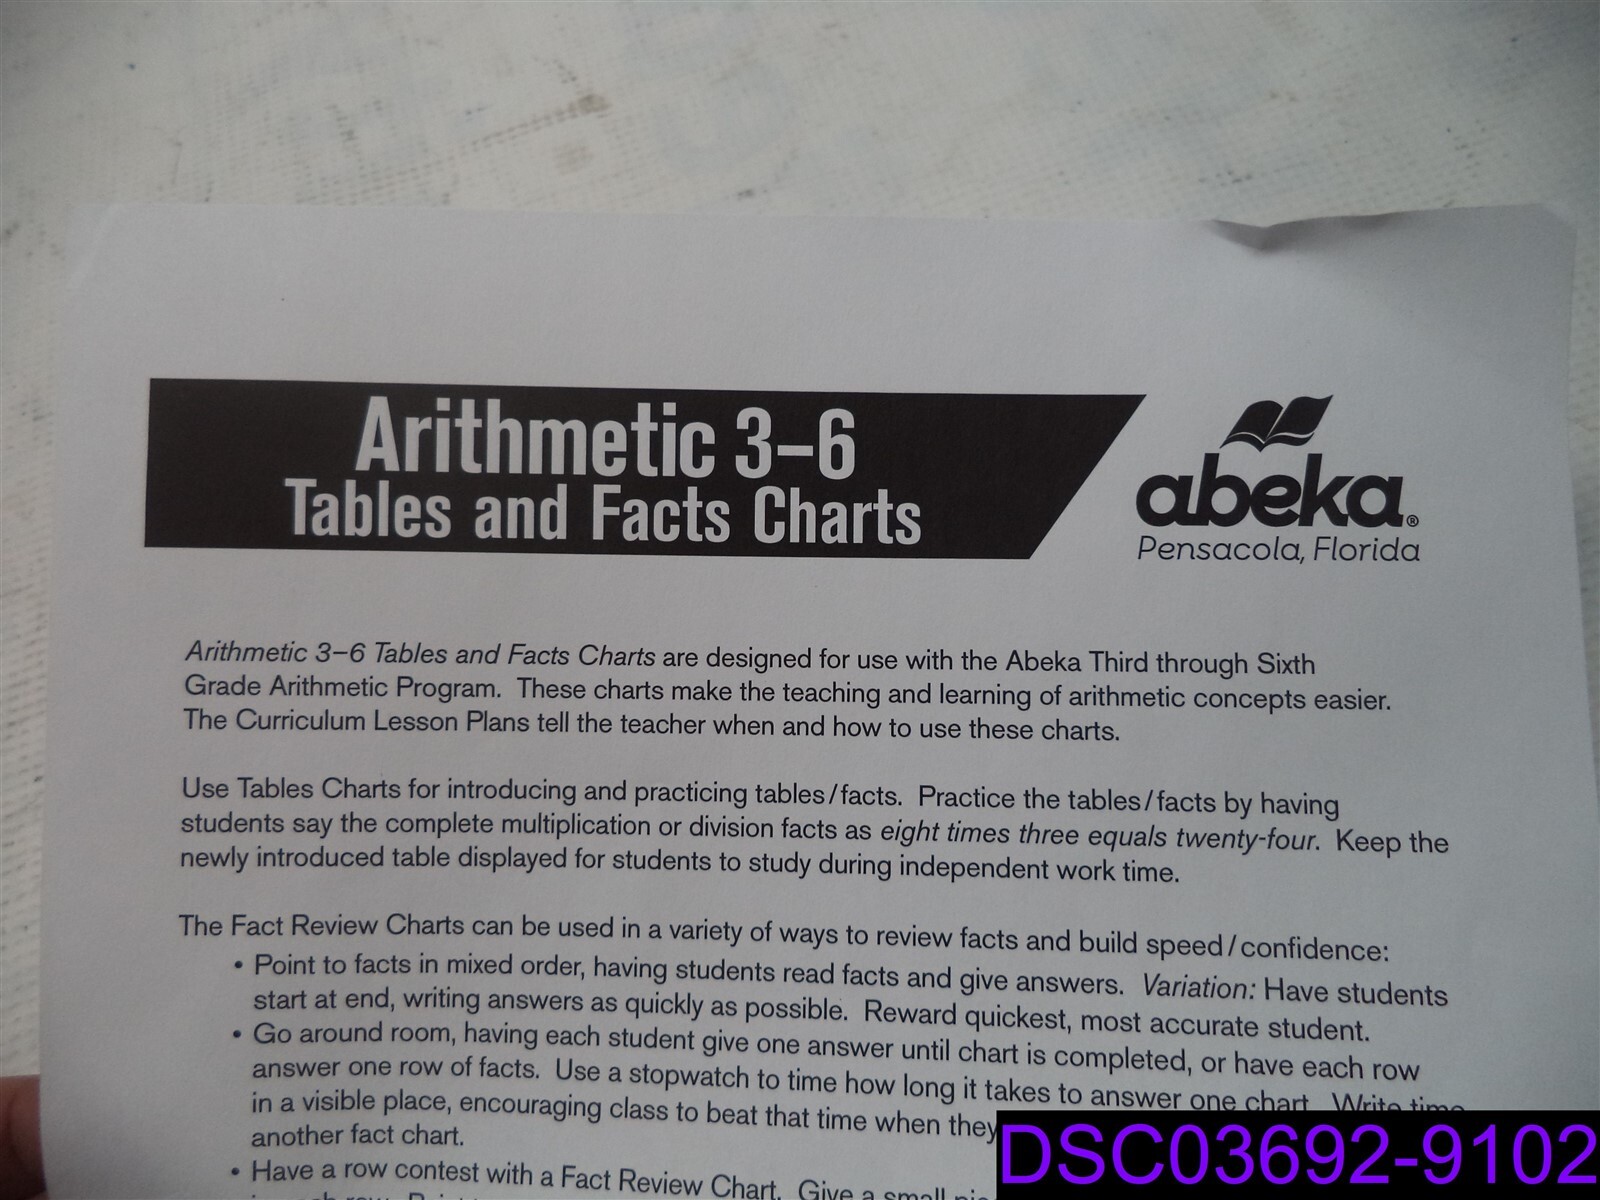 Arithmetic 3–6
Tables and Facts Charts
abeka®
Pensacola, Florida
Arithmetic 3–6 Tables and Facts Charts are designed for use with the Abeka Third through Sixth
Grade Arithmetic Program. These charts make the teaching and learning of arithmetic concepts easier.
The Curriculum Lesson Plans tell the teacher when and how to use these charts.
Use Tables Charts for introducing and practicing tables/facts. Practice the tables/facts by having
students say the complete multiplication or division facts as eight times three equals twenty-four. Keep the
newly introduced table displayed for students to study during independent work time.
The Fact Review Charts can be used in a variety of ways to review facts and build speed/confidence:
• Point to facts in mixed order, having students read facts and give answers. Variation: Have students
start at end, writing answers as quickly as possible. Reward quickest, most accurate student.
• Go around room, having each student give one answer until chart is completed, or have each row
answer one row of facts. Use a stopwatch to time how long it takes to answer one chart. Write time
in a visible place, encouraging class to beat that time when they
another fact chart.
• Have a row contest with a Fact Review Chart. Give a small
DSC03692-9102